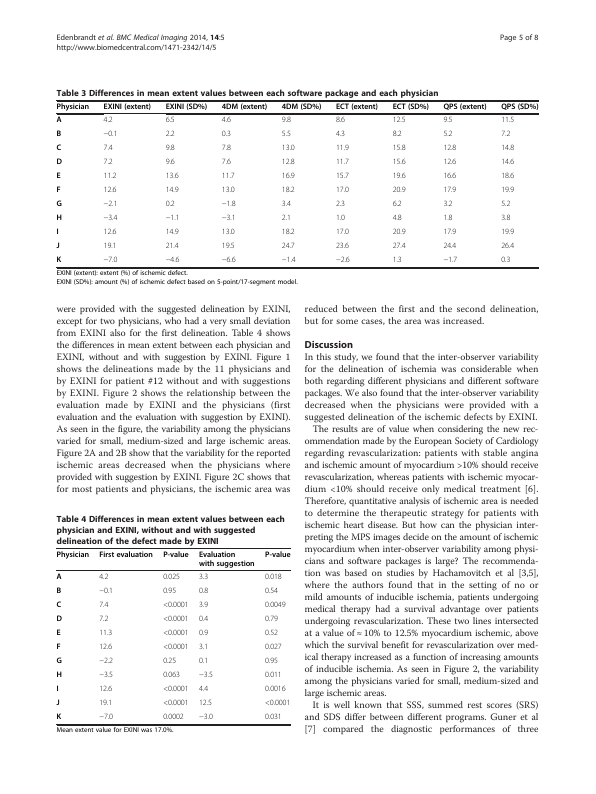 Edenbrandt et al. BMC Medical Imaging 2014, 14:5
Page 5 of 8
http://www.biomedcentral.com/1471-2342/14/5
Table 3 Differences in mean extent values between each software package and each physician
Physician EXINI (extent) EXINI (SD%) 4DM (extent) 4DM (SD%) ECT (extent) ECT (SD%) QPS (extent) QPS (SD%)
A 4.2 6.5 4.6 9.8 8.6 12.5 9.5 11.5
B −0.1 2.2 0.3 5.5 4.3 8.2 5.2 7.2
C 7.4 9.8 7.8 13.0 11.9 15.8 12.8 14.8
D 7.2 9.6 7.6 12.8 11.7 15.6 12.6 14.6
E 11.2 13.6 11.7 16.9 15.7 19.6 16.6 18.6
F 12.6 14.9 13.0 18.2 17.0 20.9 17.9 19.9
G −2.1 0.2 −1.8 3.4 2.3 6.2 3.2 5.2
H −3.4 −1.1 −3.1 2.1 1.0 4.8 1.8 3.8
I 12.6 14.9 13.0 18.2 17.0 20.9 17.9 19.9
J 19.1 21.4 19.5 24.7 23.6 27.4 24.4 26.4
K −7.0 −4.6 −6.6 −1.4 −2.6 1.3 −1.7 0.3
EXINI (extent): extent (%) of ischemic defect.
EXINI (SD%): amount (%) of ischemic defect based on 5-point/17-segment model.
were provided with the suggested delineation by EXINI,
except for two physicians, who had a very small deviation
from EXINI also for the first delineation. Table 4 shows
the differences in mean extent between each physician and
EXINI, without and with suggestion by EXINI. Figure 1
shows the delineations made by the 11 physicians and
by EXINI for patient #12 without and with suggestions
by EXINI. Figure 2 shows the relationship between the
evaluation made by EXINI and the physicians (first
evaluation and the evaluation with suggestion by EXINI).
As seen in the figure, the variability among the physicians
varied for small, medium-sized and large ischemic areas.
Figure 2A and 2B show that the variability for the reported
ischemic areas decreased when the physicians where
provided with suggestion by EXINI. Figure 2C shows that
for most patients and physicians, the ischemic area was
Table 4 Differences in mean extent values between each
physician and EXINI, without and with suggested
delineation of the defect made by EXINI
Physician First evaluation P-value Evaluation P-value
with suggestion
A 4.2 0.025 3.3 0.018
B −0.1 0.95 0.8 0.54
C 7.4 <0.0001 3.9 0.0049
D 7.2 <0.0001 0.4 0.79
E 11.3 <0.0001 0.9 0.52
F 12.6 <0.0001 3.1 0.027
G −2.2 0.25 0.1 0.95
H −3.5 0.063 −3.5 0.011
I 12.6 <0.0001 4.4 0.0016
J 19.1 <0.0001 12.5 <0.0001
K −7.0 0.0002 −3.0 0.031
Mean extent value for EXINI was 17.0%.
reduced between the first and the second delineation,
but for some cases, the area was increased.
Discussion
In this study, we found that the inter-observer variability
for the delineation of ischemia was considerable when
both regarding different physicians and different software
packages. We also found that the inter-observer variability
decreased when the physicians were provided with a
suggested delineation of the ischemic defects by EXINI.
The results are of value when considering the new rec-
ommendation made by the European Society of Cardiology
regarding revascularization: patients with stable angina
and ischemic amount of myocardium >10% should receive
revascularization, whereas patients with ischemic myocar-
dium <10% should receive only medical treatment [6].
Therefore, quantitative analysis of ischemic area is needed
to determine the therapeutic strategy for patients with
ischemic heart disease. But how can the physician inter-
preting the MPS images decide on the amount of ischemic
myocardium when inter-observer variability among physi-
cians and software packages is large? The recommenda-
tion was based on studies by Hachamovitch et al [3,5],
where the authors found that in the setting of no or
mild amounts of inducible ischemia, patients undergoing
medical therapy had a survival advantage over patients
undergoing revascularization. These two lines intersected
at a value of ≈ 10% to 12.5% myocardium ischemic, above
which the survival benefit for revascularization over med-
ical therapy increased as a function of increasing amounts
of inducible ischemia. As seen in Figure 2, the variability
among the physicians varied for small, medium-sized and
large ischemic areas.
It is well known that SSS, summed rest scores (SRS)
and SDS differ between different programs. Guner et al
[7] compared the diagnostic performances of three